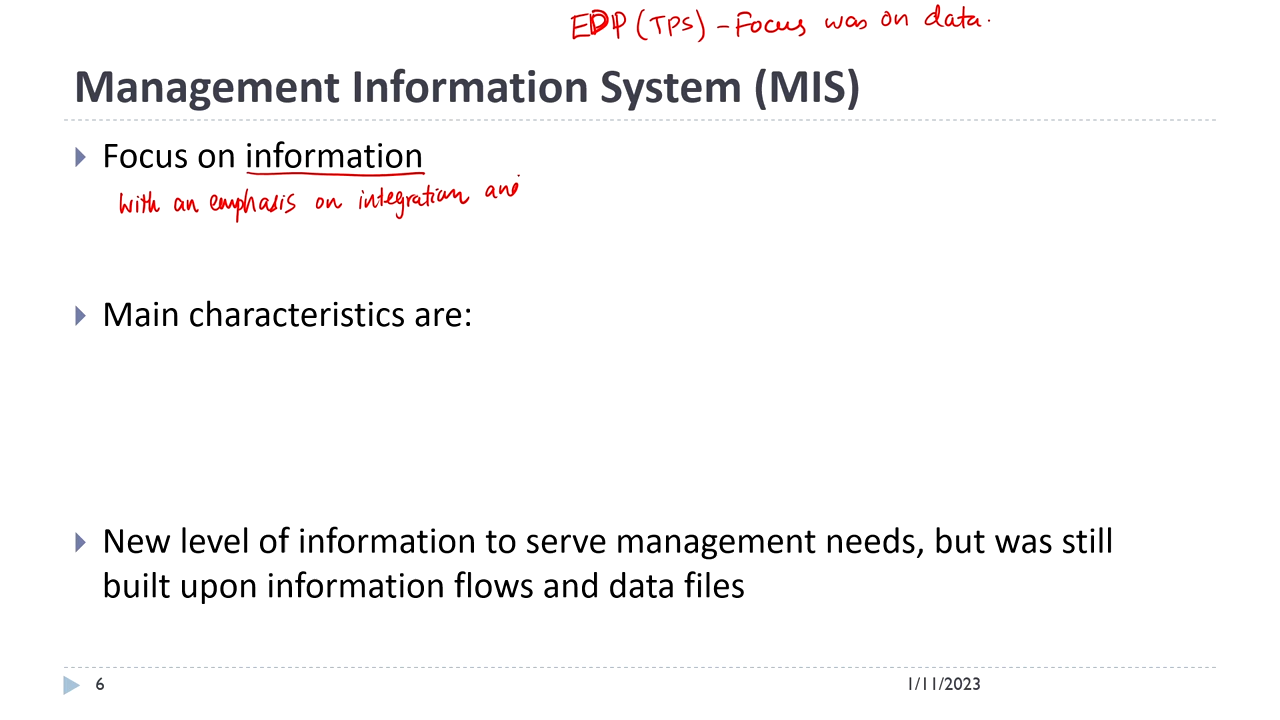 EDP (TPS) - Focus was on data.
Management Information System (MIS)
Focus on information
with an emphasis on integration and
Main characteristics are:
New level of information to serve management needs, but was still
built upon information flows and data files
6
1/11/2023